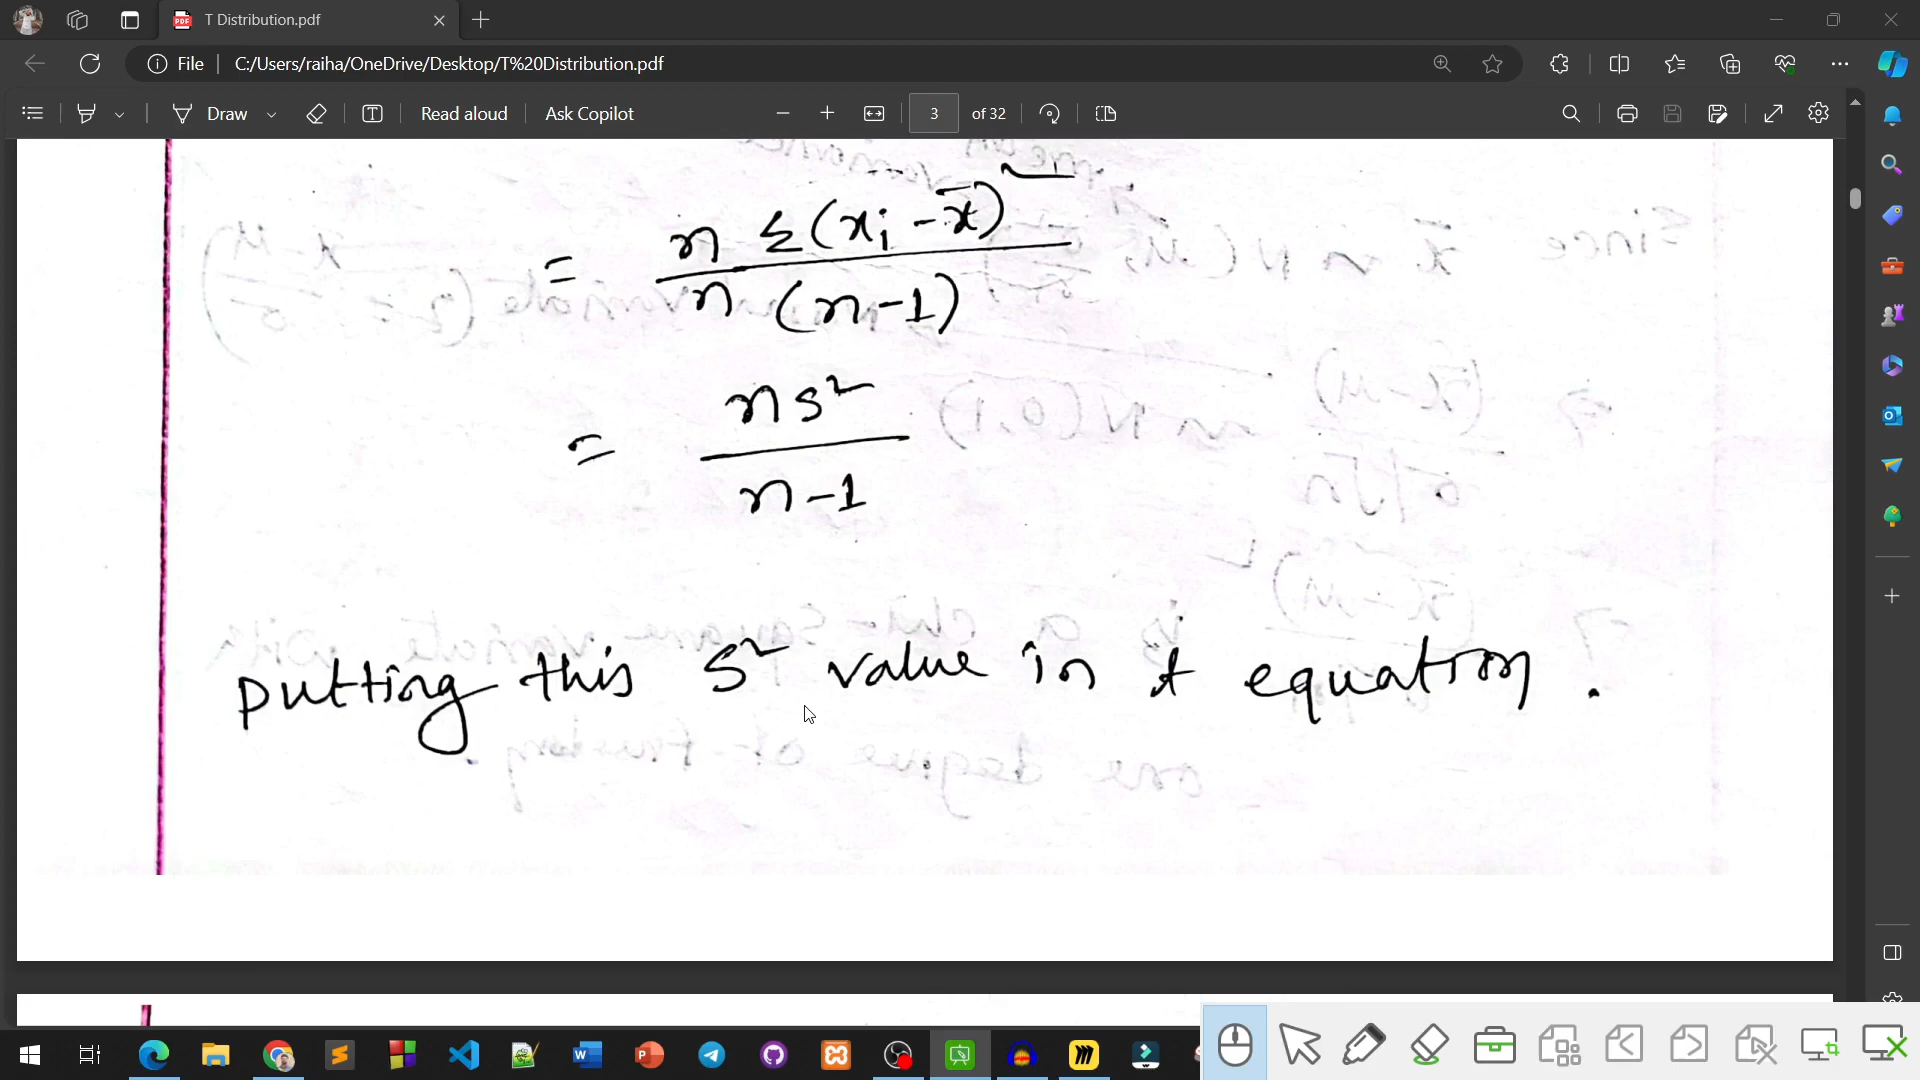 T Distribution.pdf
File
C:/Users/raiha/OneDrive/Desktop/T%20Distribution.pdf
Draw
Read aloud
Ask Copilot
3 of 32
= n Σ(xi - x̄)² / n (n-1)
= ns² / n-1
putting this s² value in t equation.